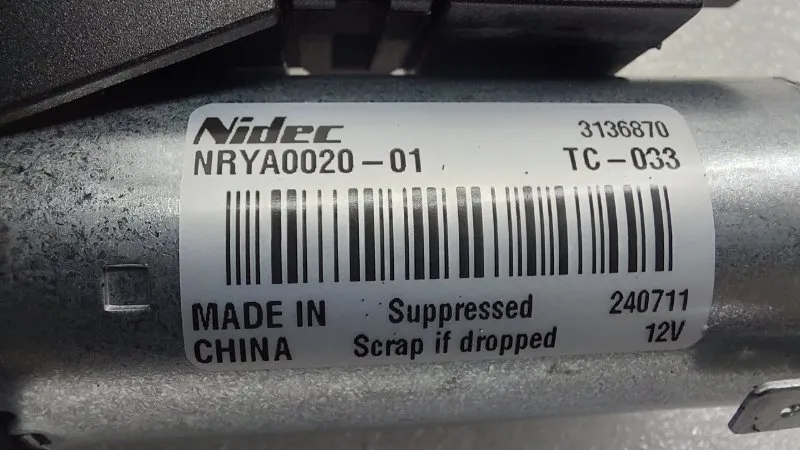 Nidec 3136870
NRYA0020-01 TC-033
MADE IN Suppressed 240711
CHINA Scrap if dropped 12V